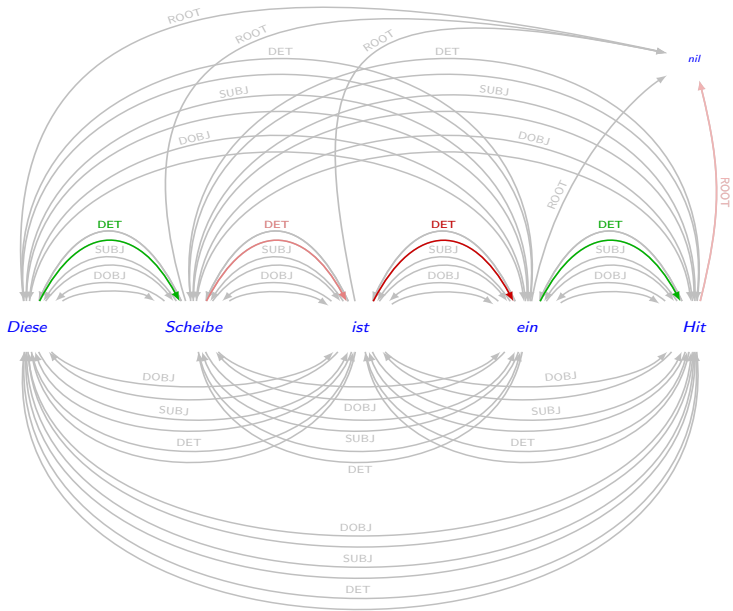 ROOT
ROOT
ROOT
DET DET
nil
SUBJ SUBJ
DOBJ DOBJ
ROOT
ROOT
DET DET DET DET
SUBJ SUBJ SUBJ SUBJ
DOBJ DOBJ DOBJ DOBJ
Diese Scheibe ist ein Hit
DOBJ DOBJ
DOBJ
SUBJ SUBJ
SUBJ
DET DET
DET
DOBJ
SUBJ
DET